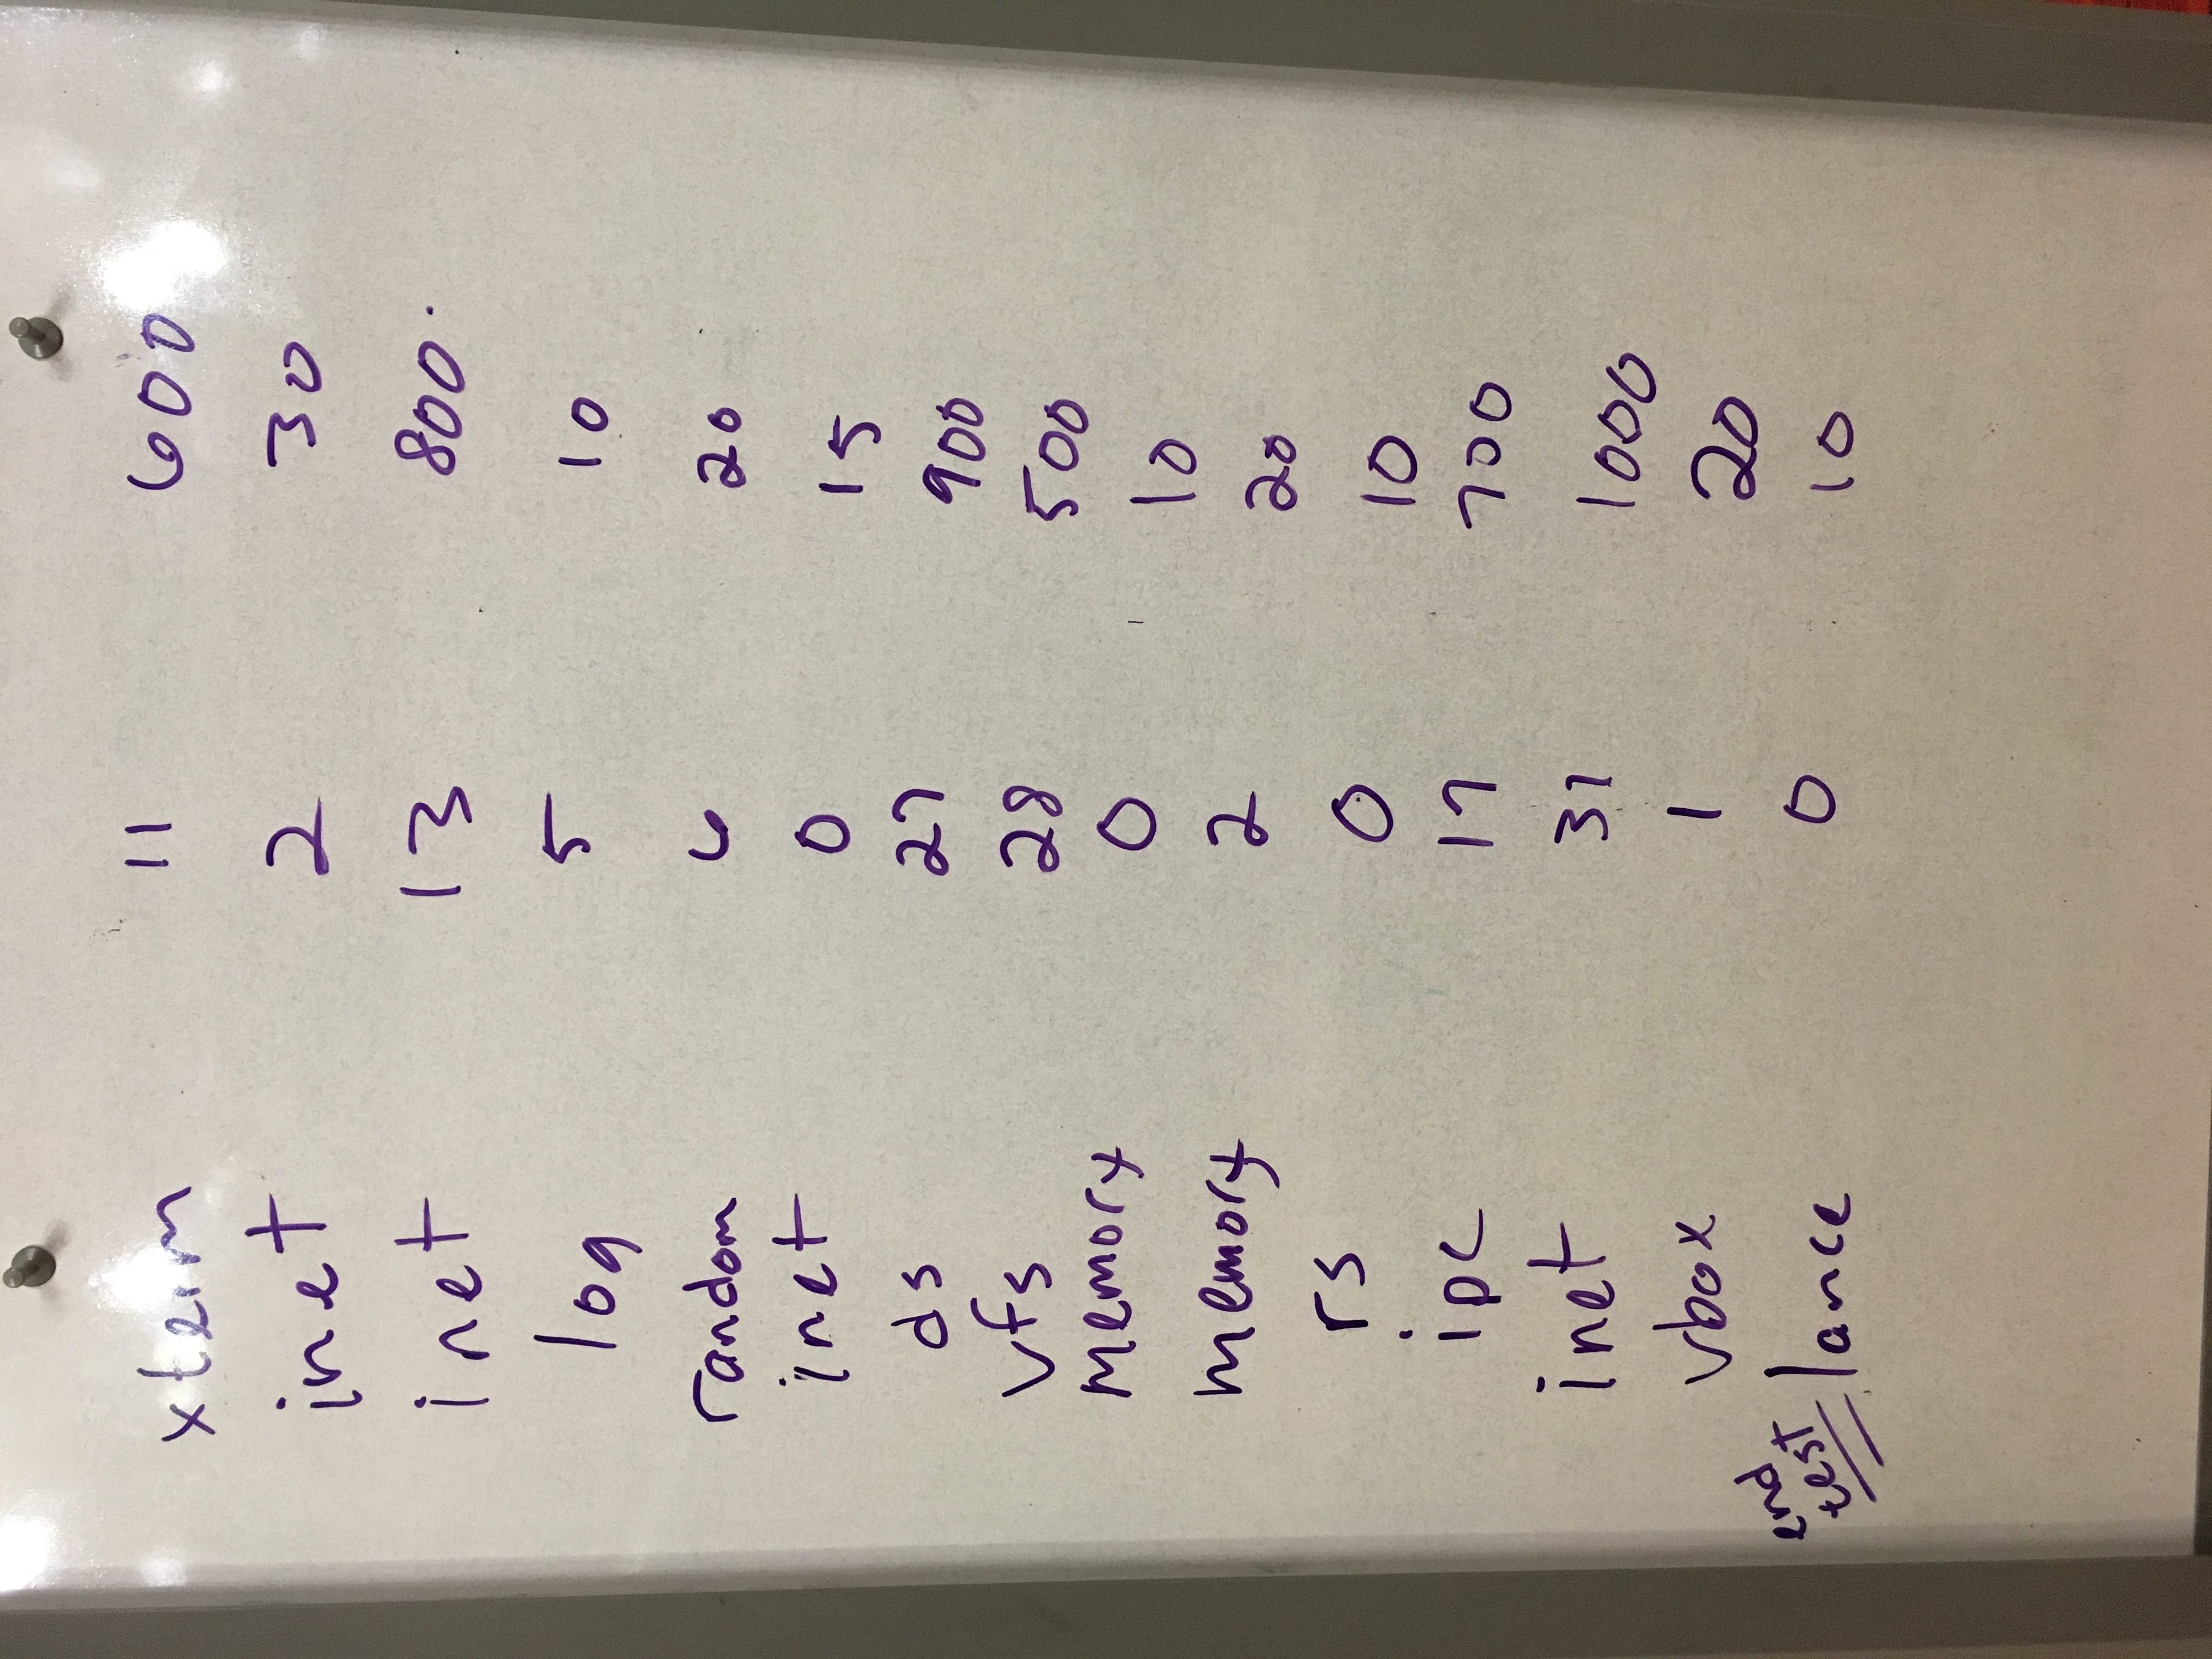 xterm 11 600
inet 2 30
inet 13 800
log 5 10
random 6 20
inet 0 15
ds 27 900
vfs 28 500
memory 0 10
memory 2 20
rs 0 10
ipc 17 700
inet 31 1000
vbox 1 20
end
test
lance 0 10